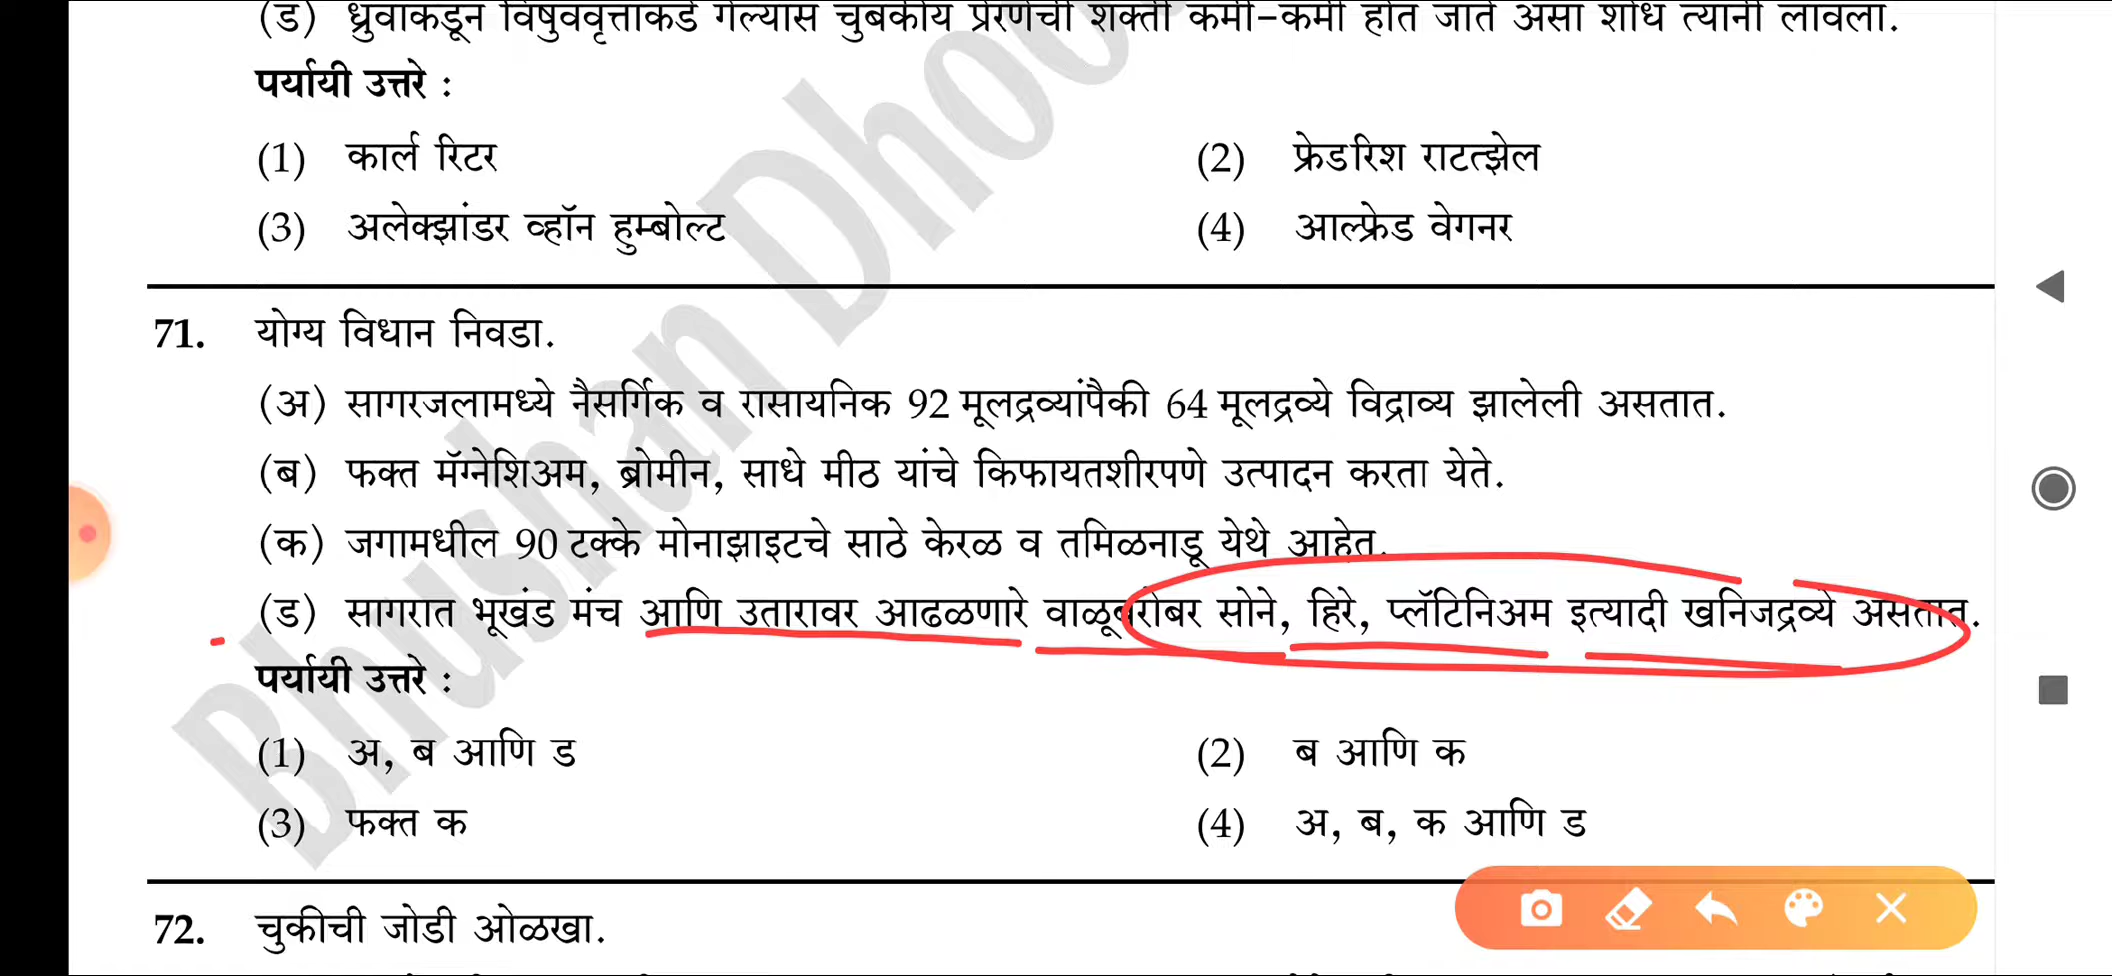 (ड) ध्रुवाकडून विषुववृत्ताकडे गेल्यास चुंबकीय प्रेरणेची शक्ती कमी-कमी होत जाते असा शोध त्यांनी लावला.
पर्यायी उत्तरे :
(1) कार्ल रिटर (2) फ्रेडरिश राटत्झेल
(3) अलेक्झांडर व्हॉन हुम्बोल्ट (4) आल्फ्रेड वेगनर
71. योग्य विधान निवडा.
(अ) सागरजलामध्ये नैसर्गिक व रासायनिक 92 मूलद्रव्यांपैकी 64 मूलद्रव्ये विद्राव्य झालेली असतात.
(ब) फक्त मॅग्नेशिअम, ब्रोमीन, साधे मीठ यांचे किफायतशीरपणे उत्पादन करता येते.
(क) जगामधील 90 टक्के मोनाझाइटचे साठे केरळ व तमिळनाडू येथे आहेत.
(ड) सागरात भूखंड मंच आणि उतारावर आढळणारे वाळूबरोबर सोने, हिरे, प्लॅटिनिअम इत्यादी खनिजद्रव्ये असतात.
पर्यायी उत्तरे :
(1) अ, ब आणि ड (2) ब आणि क
(3) फक्त क (4) अ, ब, क आणि ड
72. चुकीची जोडी ओळखा.
Bhushan Dhoo